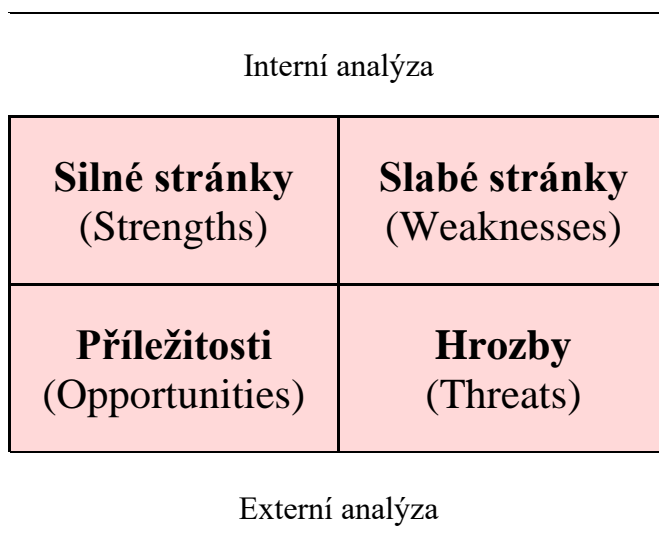 Interní analýza
Silné stránky
(Strengths)
Slabé stránky
(Weaknesses)
Příležitosti
(Opportunities)
Hrozby
(Threats)
Externí analýza